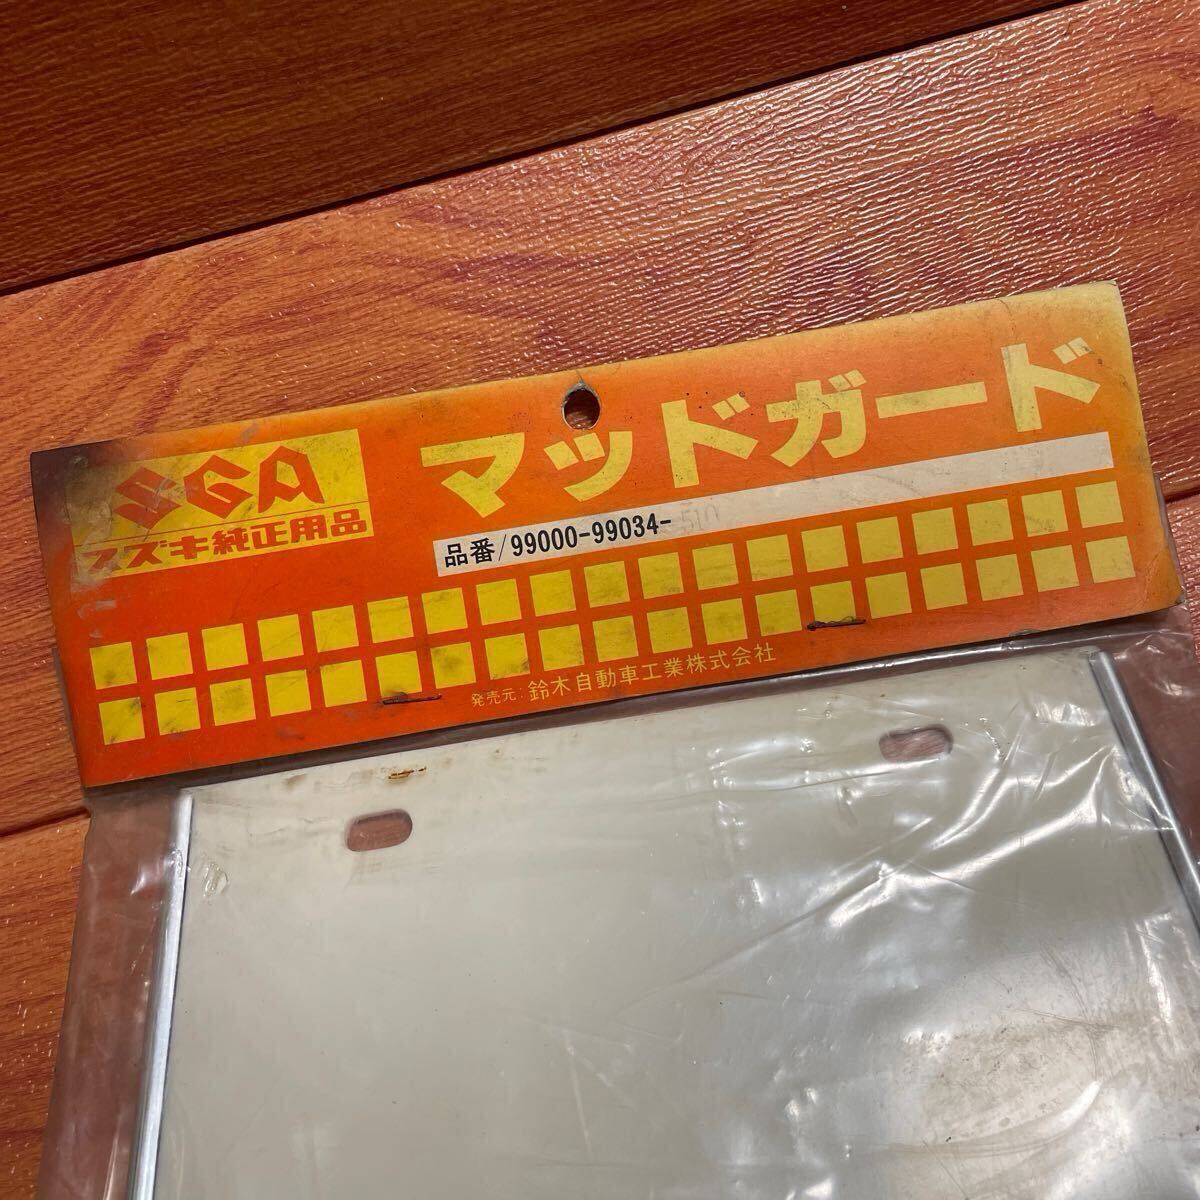 SGA
スズキ純正用品
マッドガード
品番/99000-99034-510
発売元:鈴木自動車工業株式会社